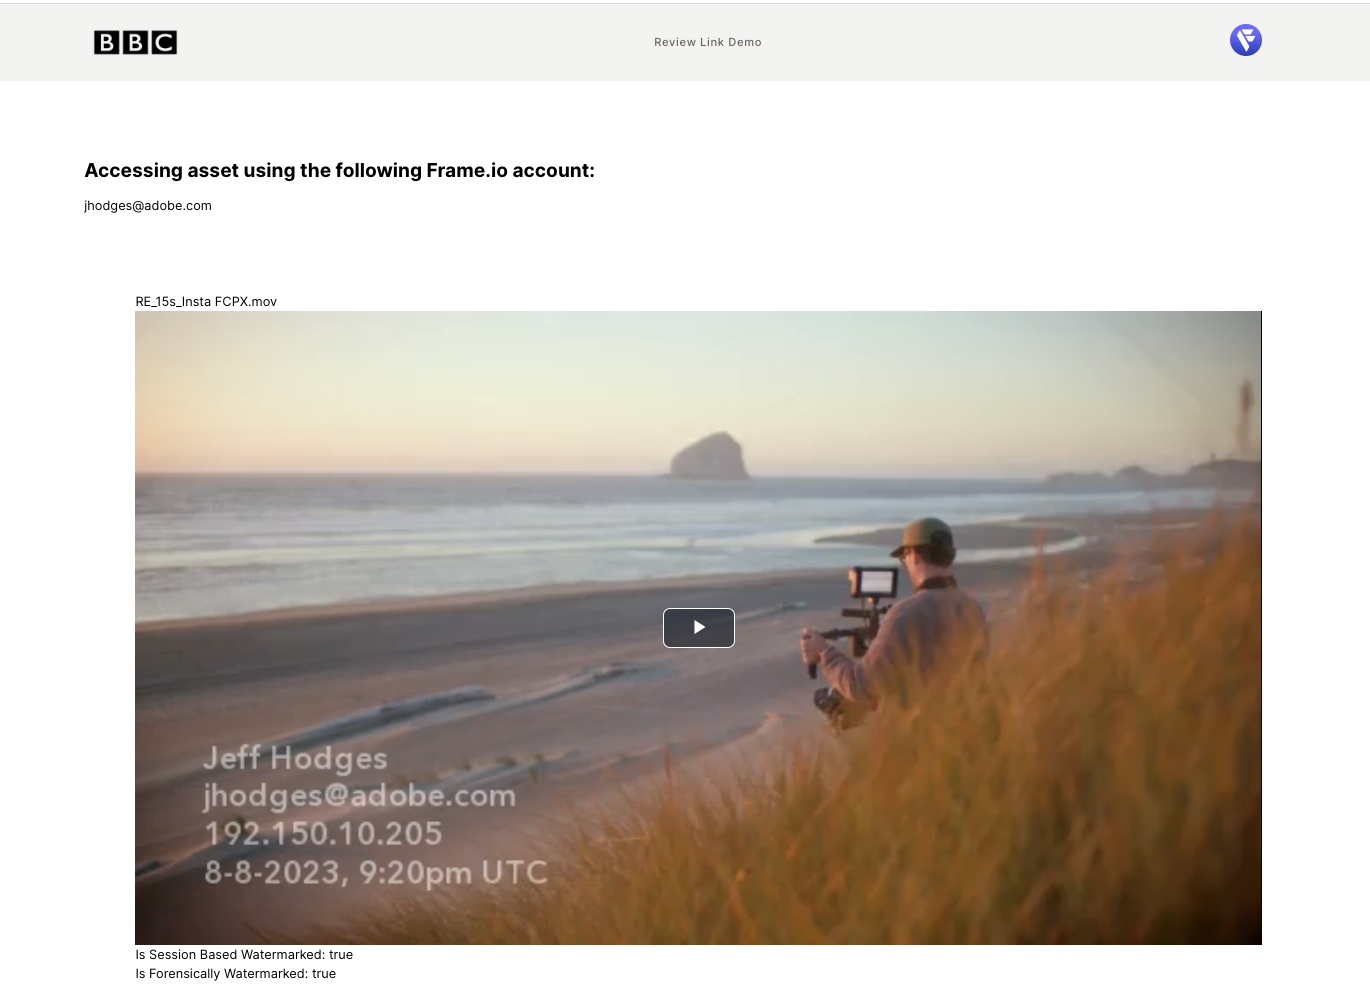 BBC
Review Link Demo
Accessing asset using the following Frame.io account:
jhodges@adobe.com
RE_15s_Insta FCPX.mov
Jeff Hodges
jhodges@adobe.com
192.150.10.205
8-8-2023, 9:20pm UTC
Is Session Based Watermarked: true
Is Forensically Watermarked: true